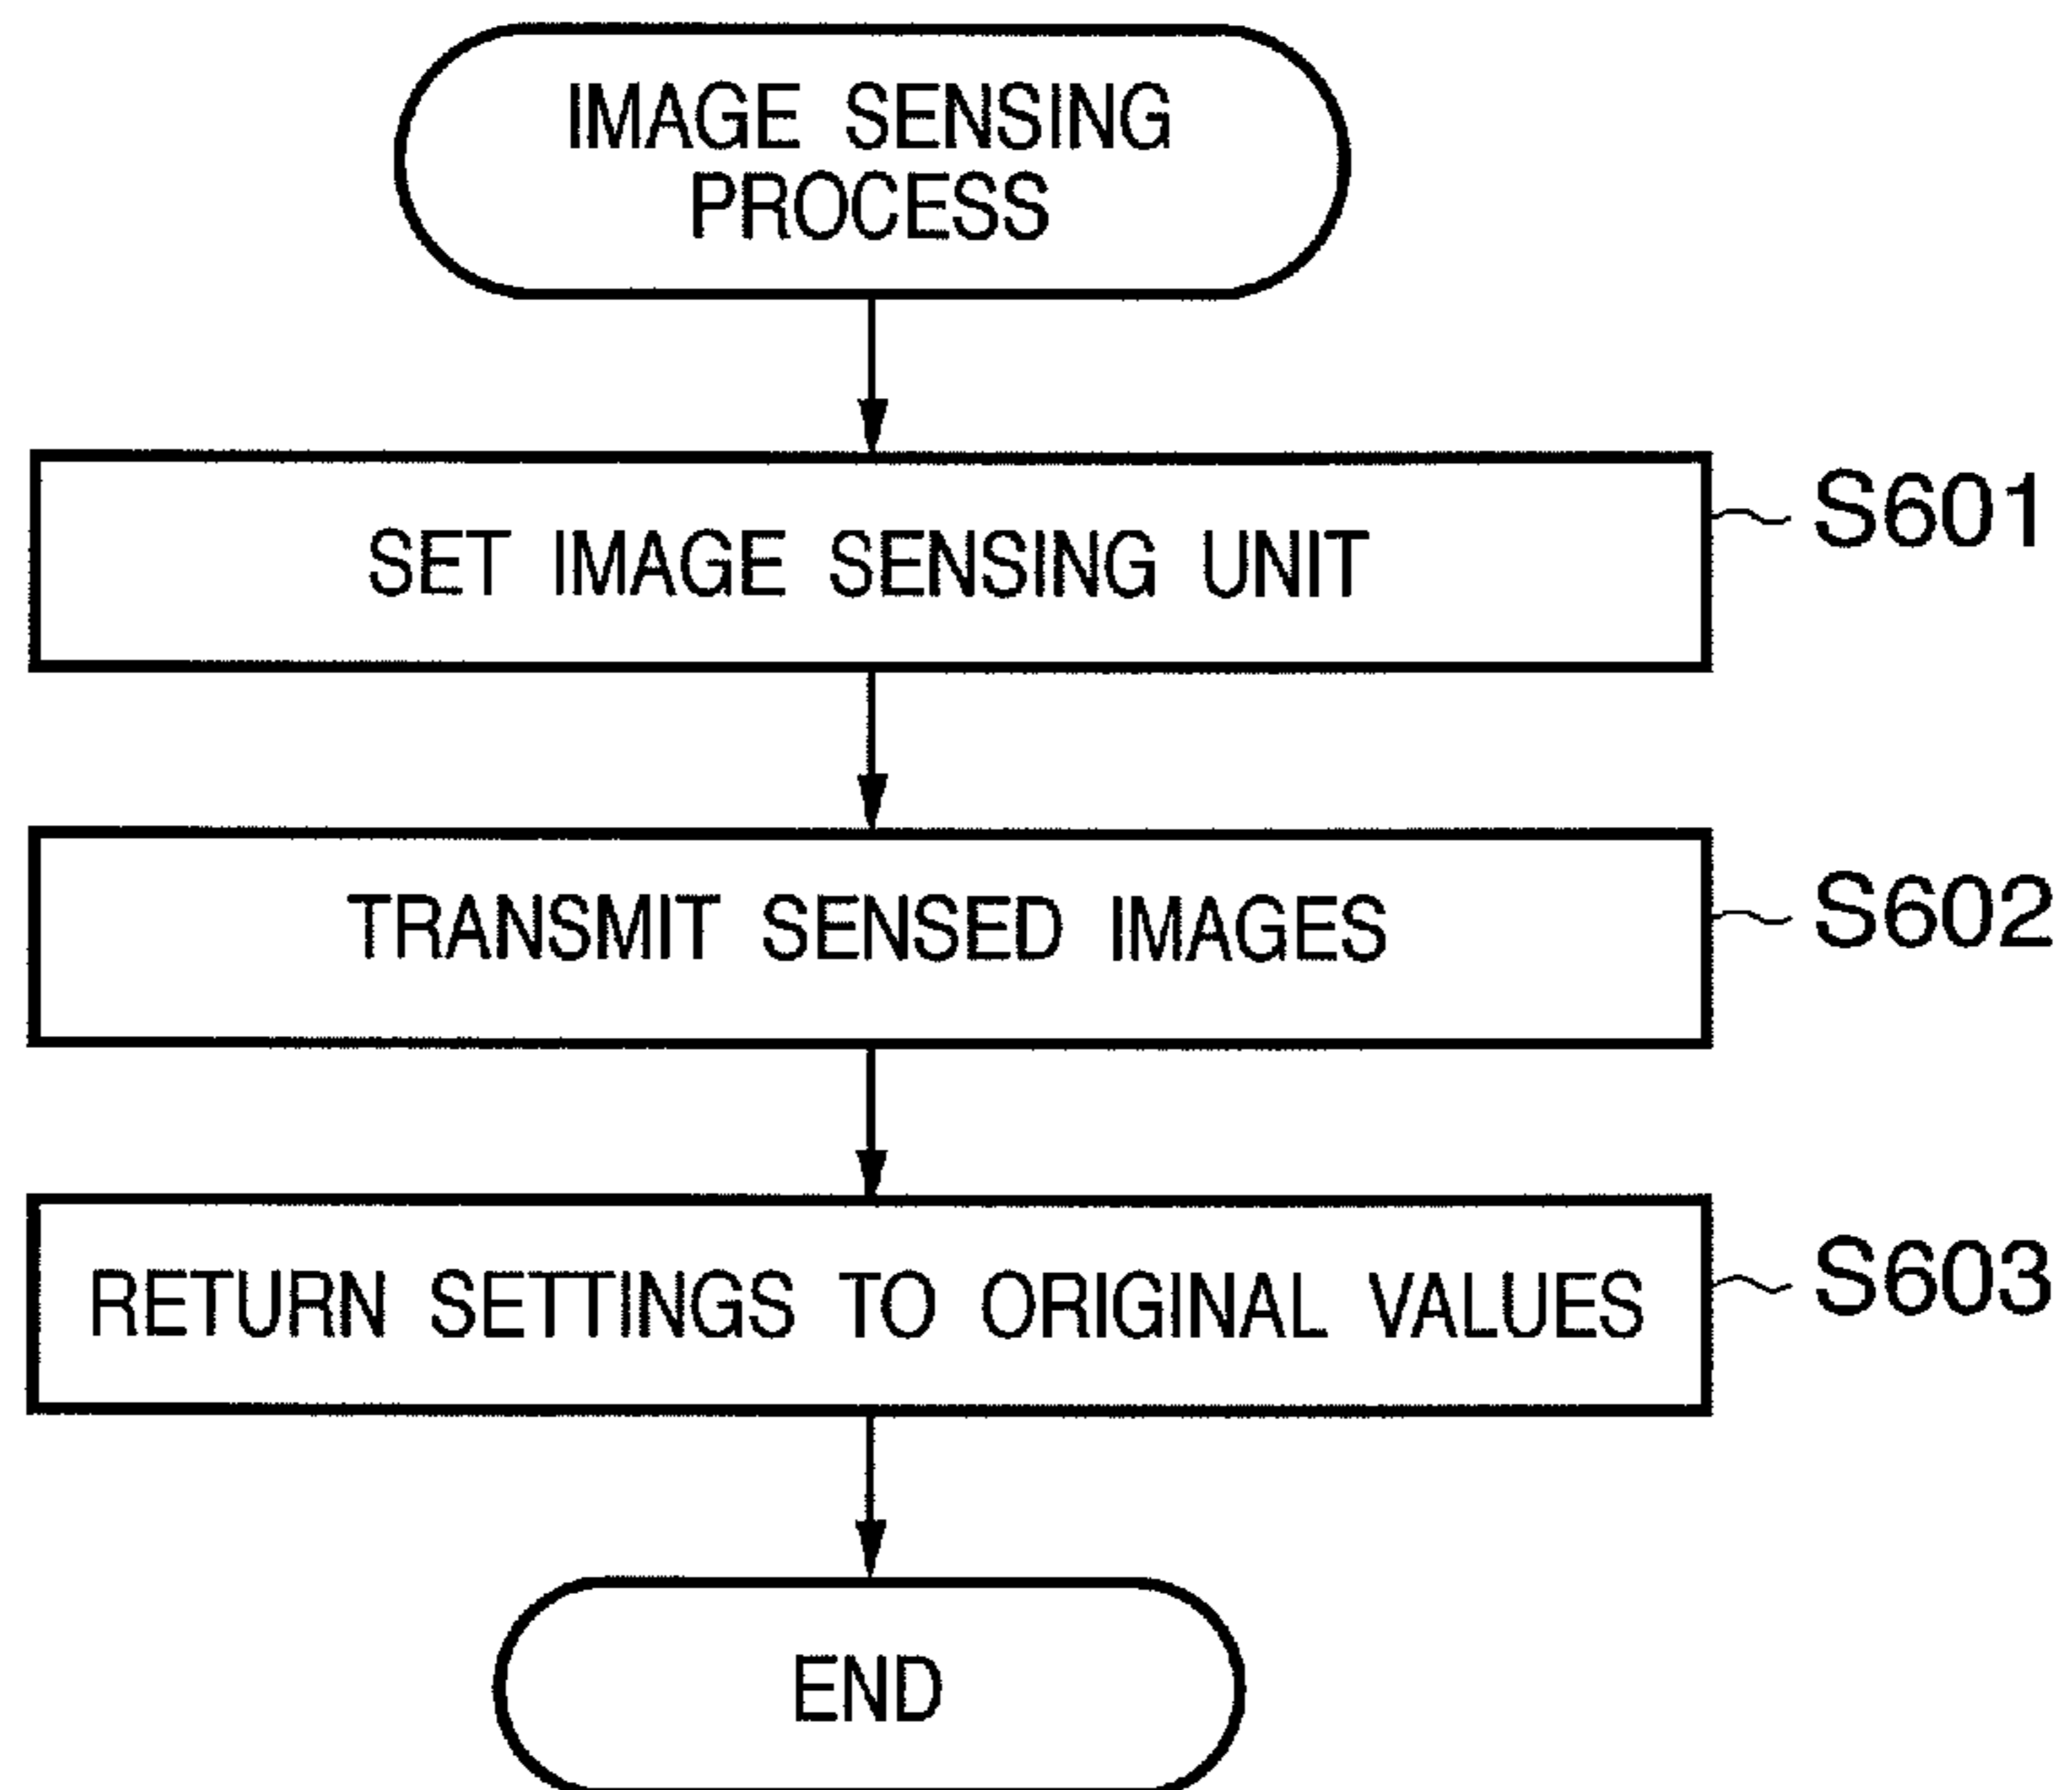 IMAGE SENSING
PROCESS
SET IMAGE SENSING UNIT
S601
TRANSMIT SENSED IMAGES
S602
RETURN SETTINGS TO ORIGINAL VALUES
S603
END